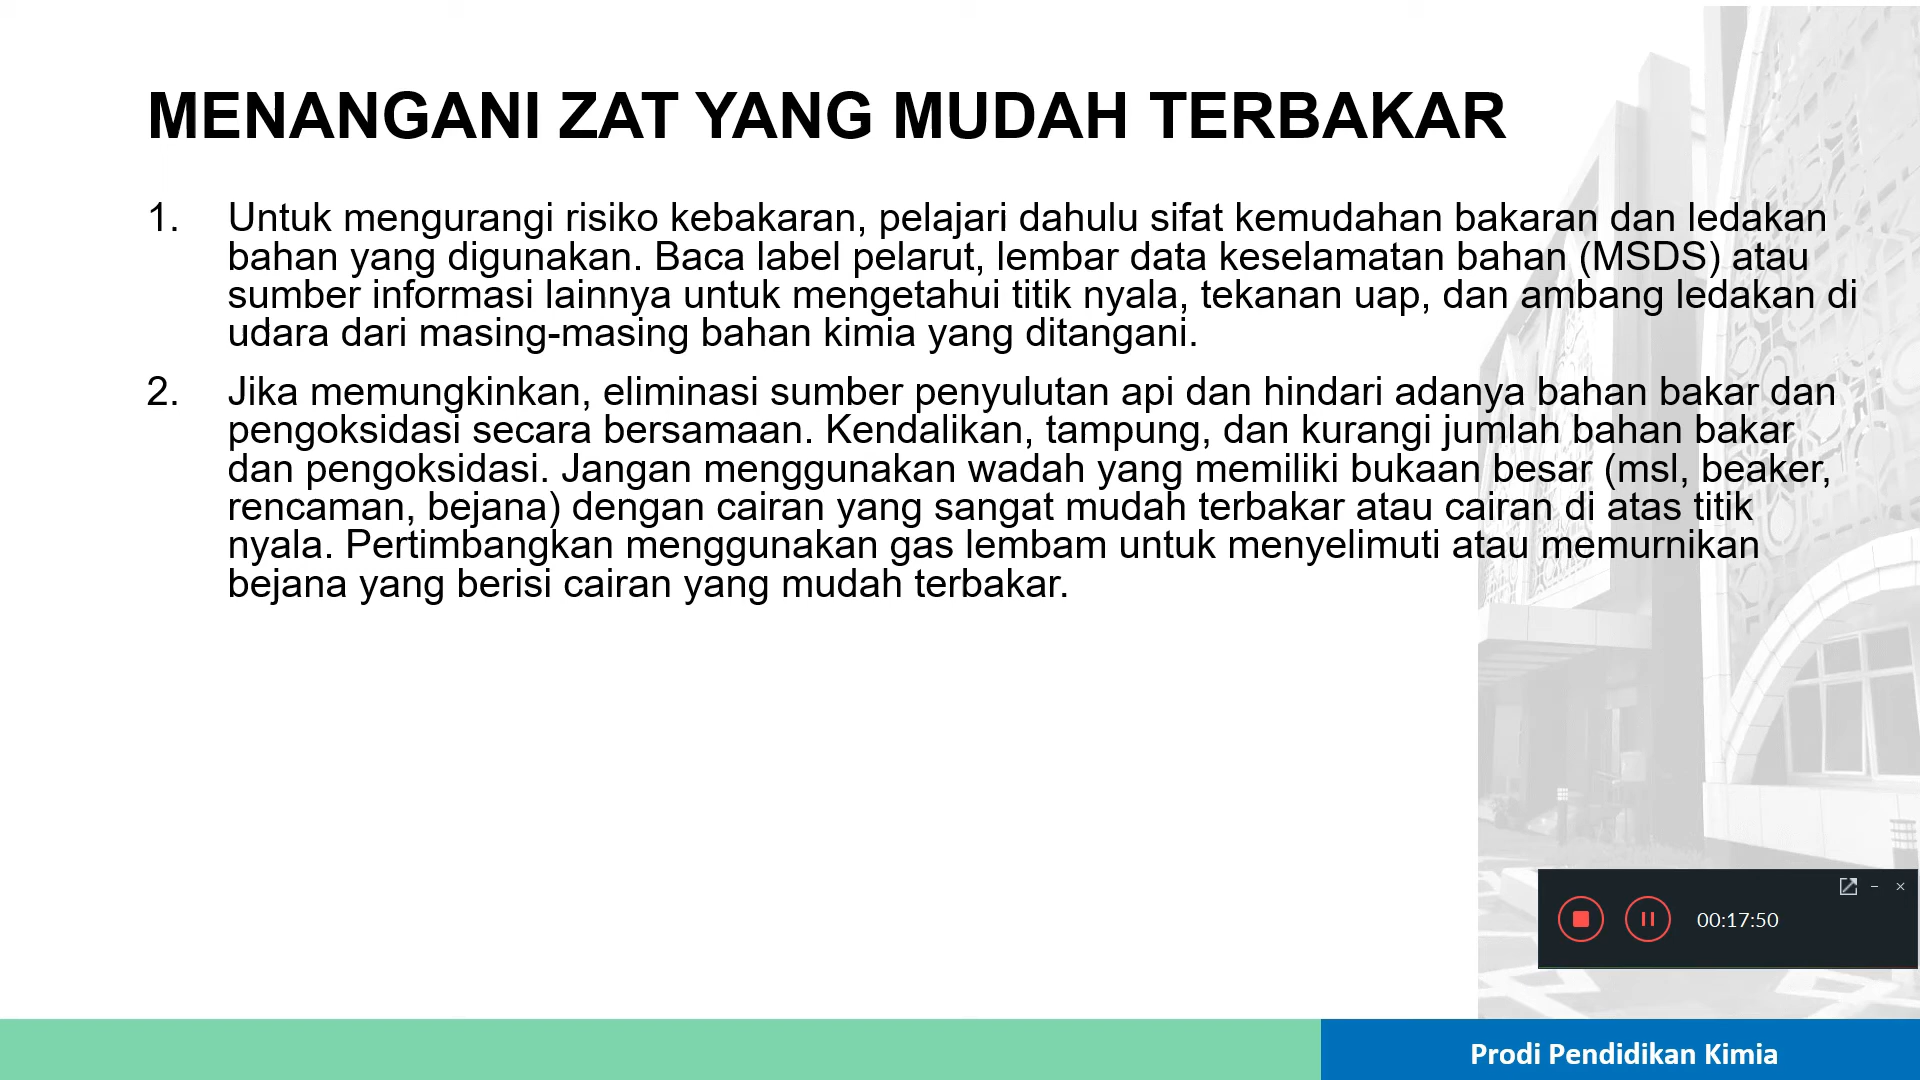 MENANGANI ZAT YANG MUDAH TERBAKAR
1. Untuk mengurangi risiko kebakaran, pelajari dahulu sifat kemudahan bakaran dan ledakan
bahan yang digunakan. Baca label pelarut, lembar data keselamatan bahan (MSDS) atau
sumber informasi lainnya untuk mengetahui titik nyala, tekanan uap, dan ambang ledakan di
udara dari masing-masing bahan kimia yang ditangani.
2. Jika memungkinkan, eliminasi sumber penyulutan api dan hindari adanya bahan bakar dan
pengoksidasi secara bersamaan. Kendalikan, tampung, dan kurangi jumlah bahan bakar
dan pengoksidasi. Jangan menggunakan wadah yang memiliki bukaan besar (msl, beaker,
rencaman, bejana) dengan cairan yang sangat mudah terbakar atau cairan di atas titik
nyala. Pertimbangkan menggunakan gas lembam untuk menyelimuti atau memurnikan
bejana yang berisi cairan yang mudah terbakar.
00:17:50
Prodi Pendidikan Kimia